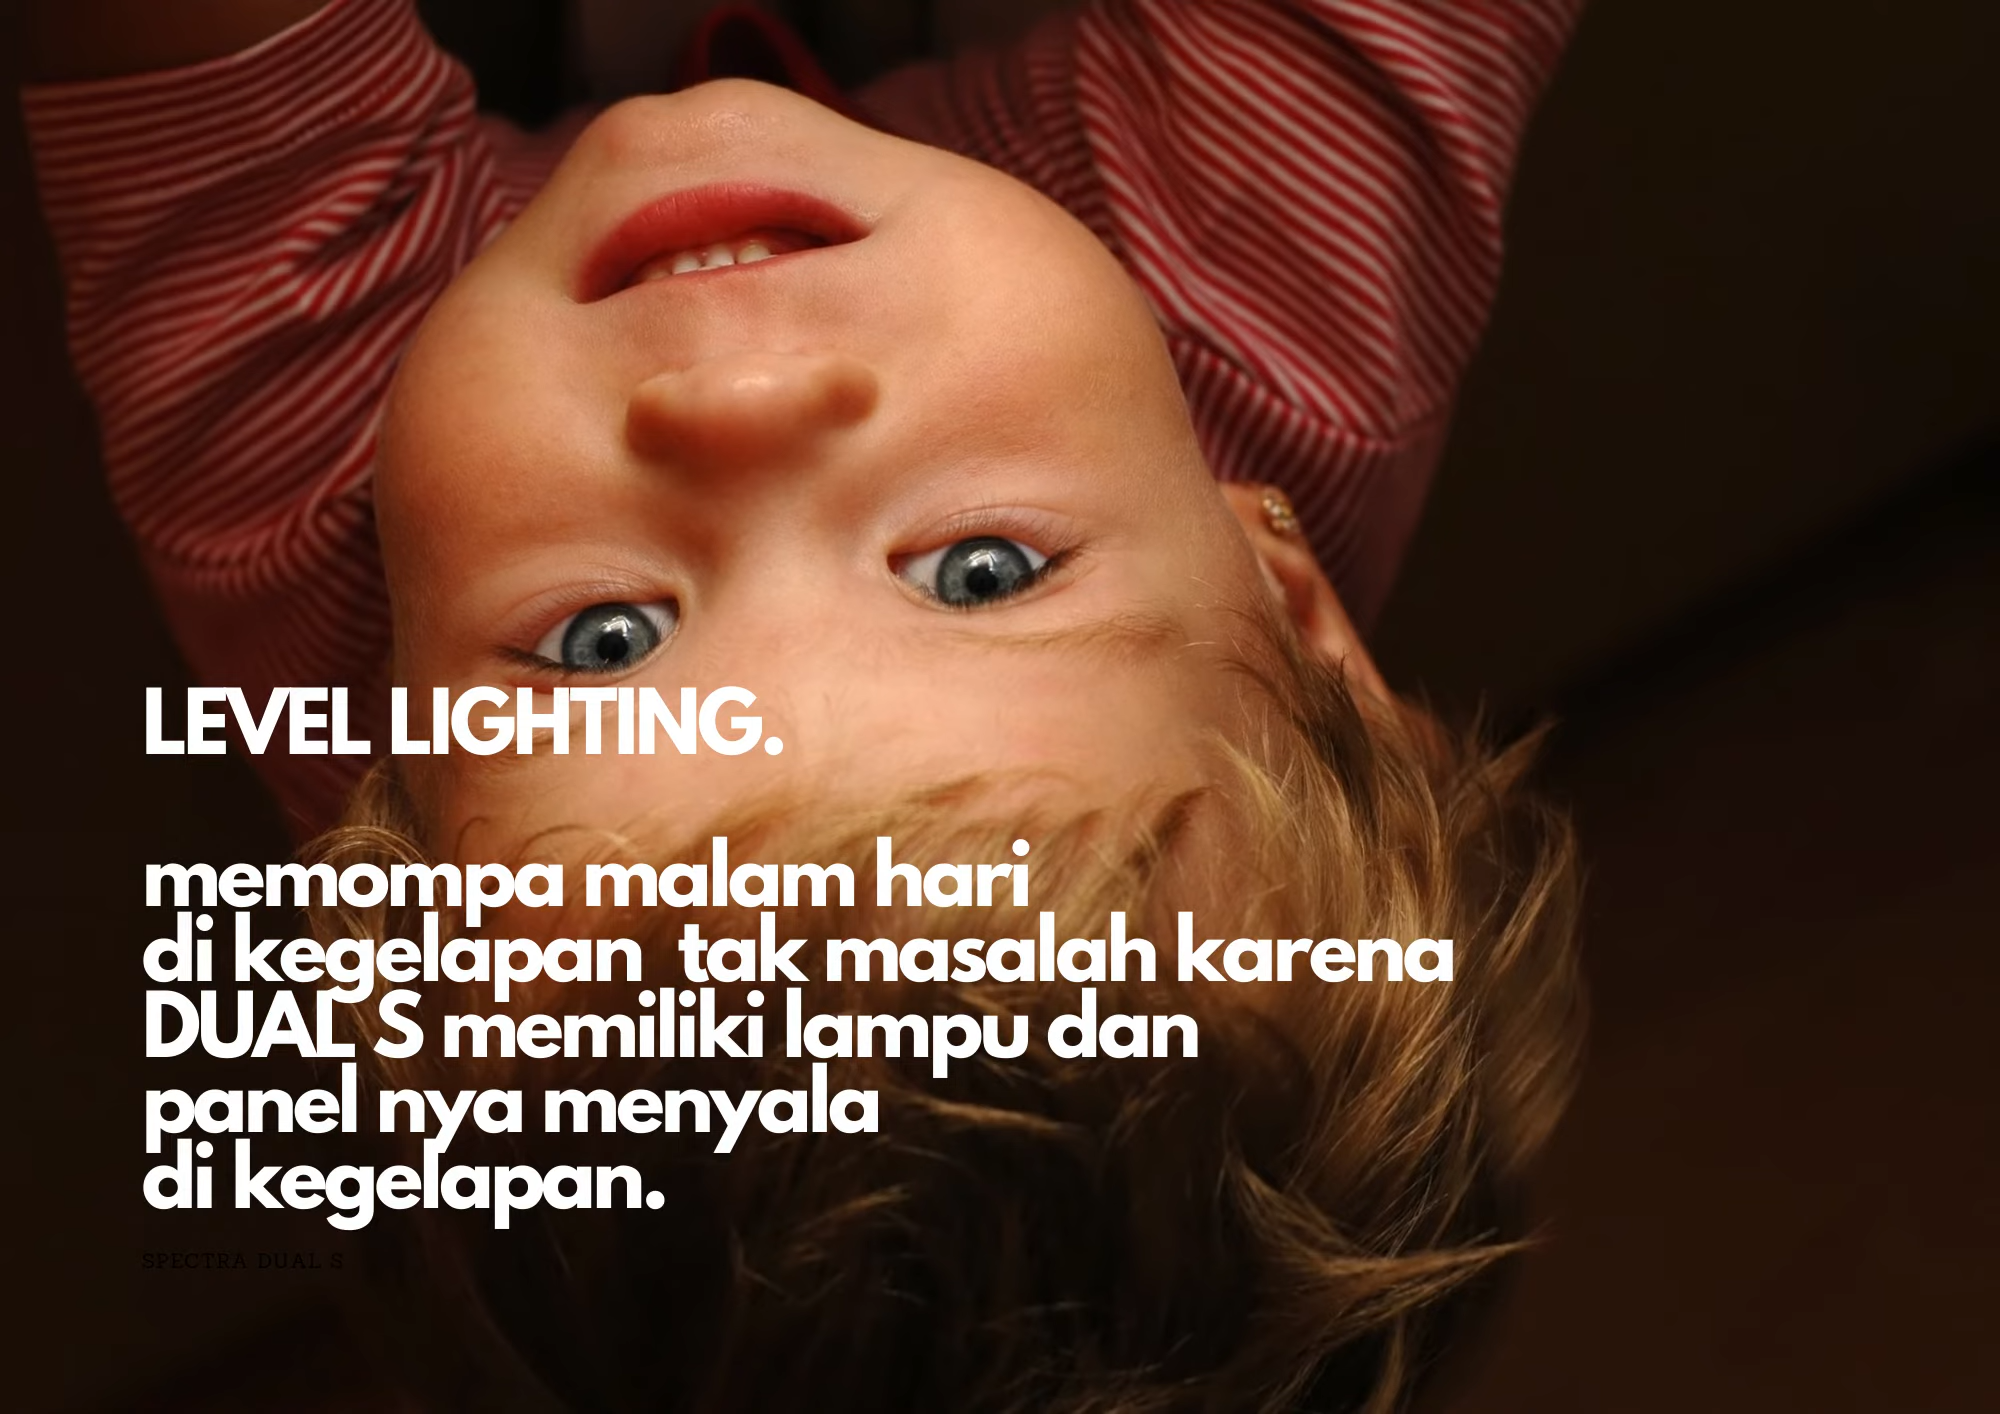 LEVEL LIGHTING.
memompa malam hari
di kegelapan  tak masalah karena
DUAL S memiliki lampu dan
panel nya menyala
di kegelapan.
SPECTRA DUAL S